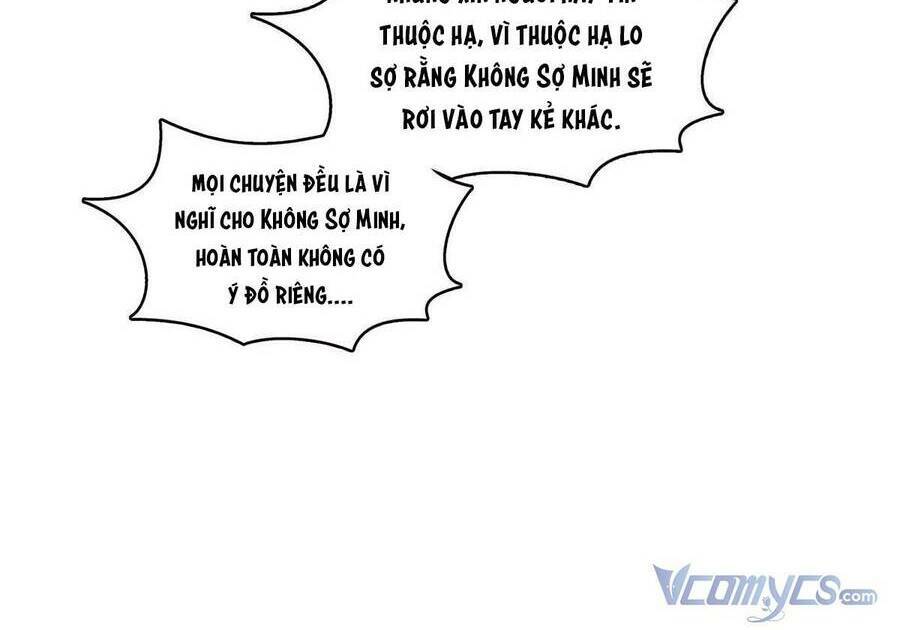 THUỘC HẠ, VÌ THUỘC HẠ LO
SỢ RẰNG KHÔNG SỢ MINH SẼ
RƠI VÀO TAY KẺ KHÁC.
MỌI CHUYỆN ĐỀU LÀ VÌ
NGHĨ CHO KHÔNG SỢ MINH,
HOÀN TOÀN KHÔNG CÓ
Ý ĐỒ RIÊNG....
VCOMYCS.com